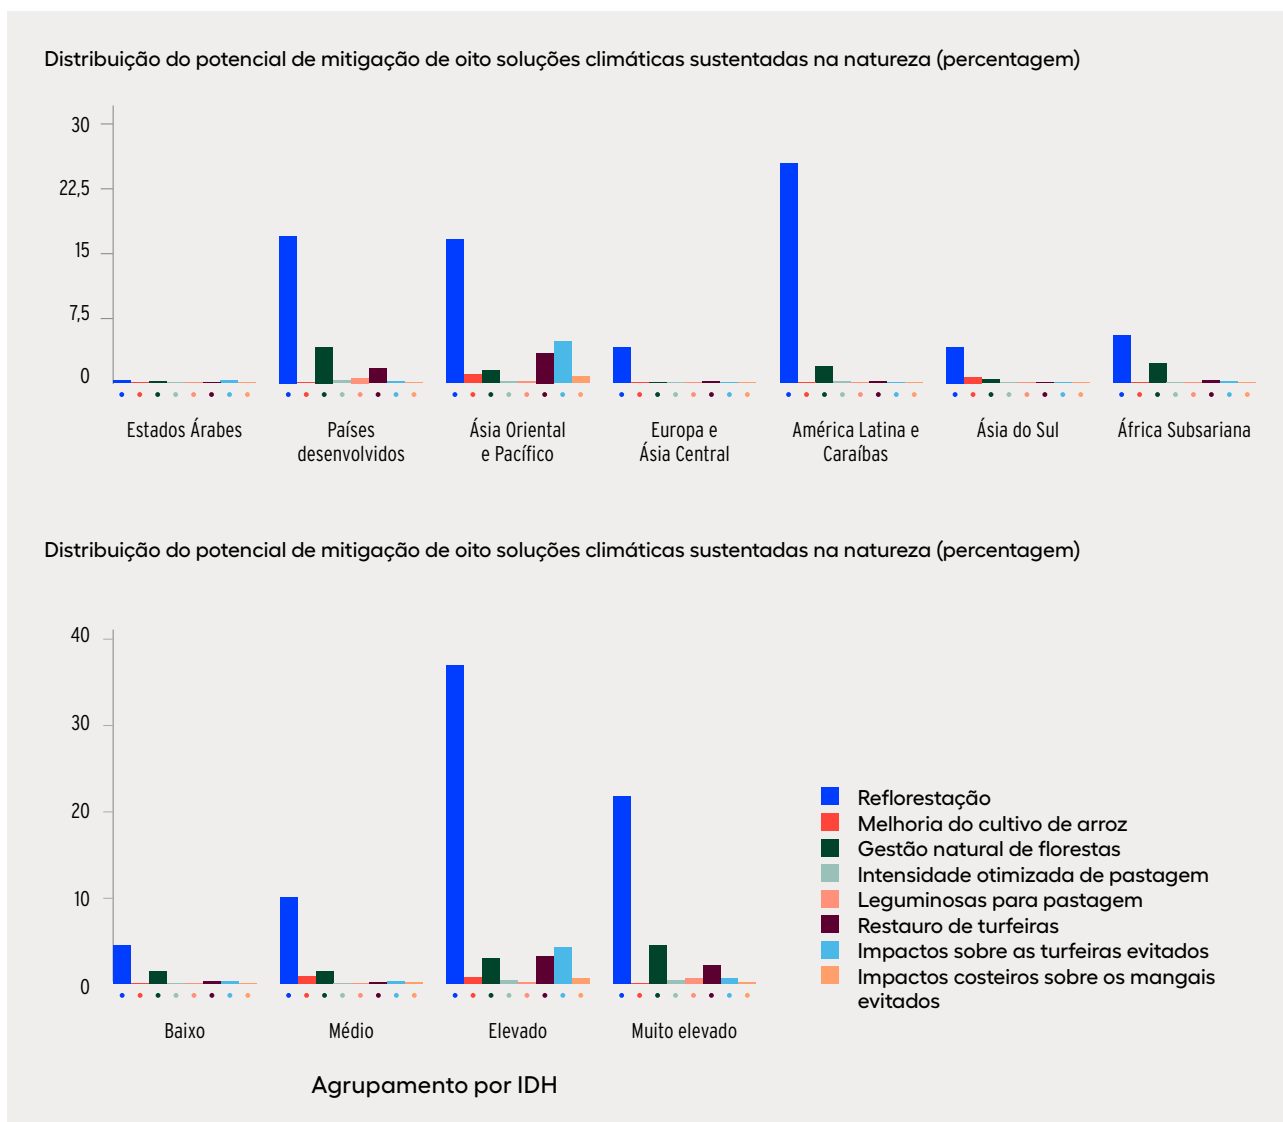 Distribuição do potencial de mitigação de oito soluções climáticas sustentadas na natureza (percentagem)
30
22,5
15
7,5
0
Estados Árabes
Países
desenvolvidos
Ásia Oriental
e Pacífico
Europa e
Ásia Central
América Latina e
Caraíbas
Ásia do Sul
África Subsariana
Distribuição do potencial de mitigação de oito soluções climáticas sustentadas na natureza (percentagem)
40
30
20
10
0
Baixo
Médio
Elevado
Muito elevado
Agrupamento por IDH
Reflorestação
Melhoria do cultivo de arroz
Gestão natural de florestas
Intensidade otimizada de pastagem
Leguminosas para pastagem
Restauro de turfeiras
Impactos sobre as turfeiras evitados
Impactos costeiros sobre os mangais
evitados